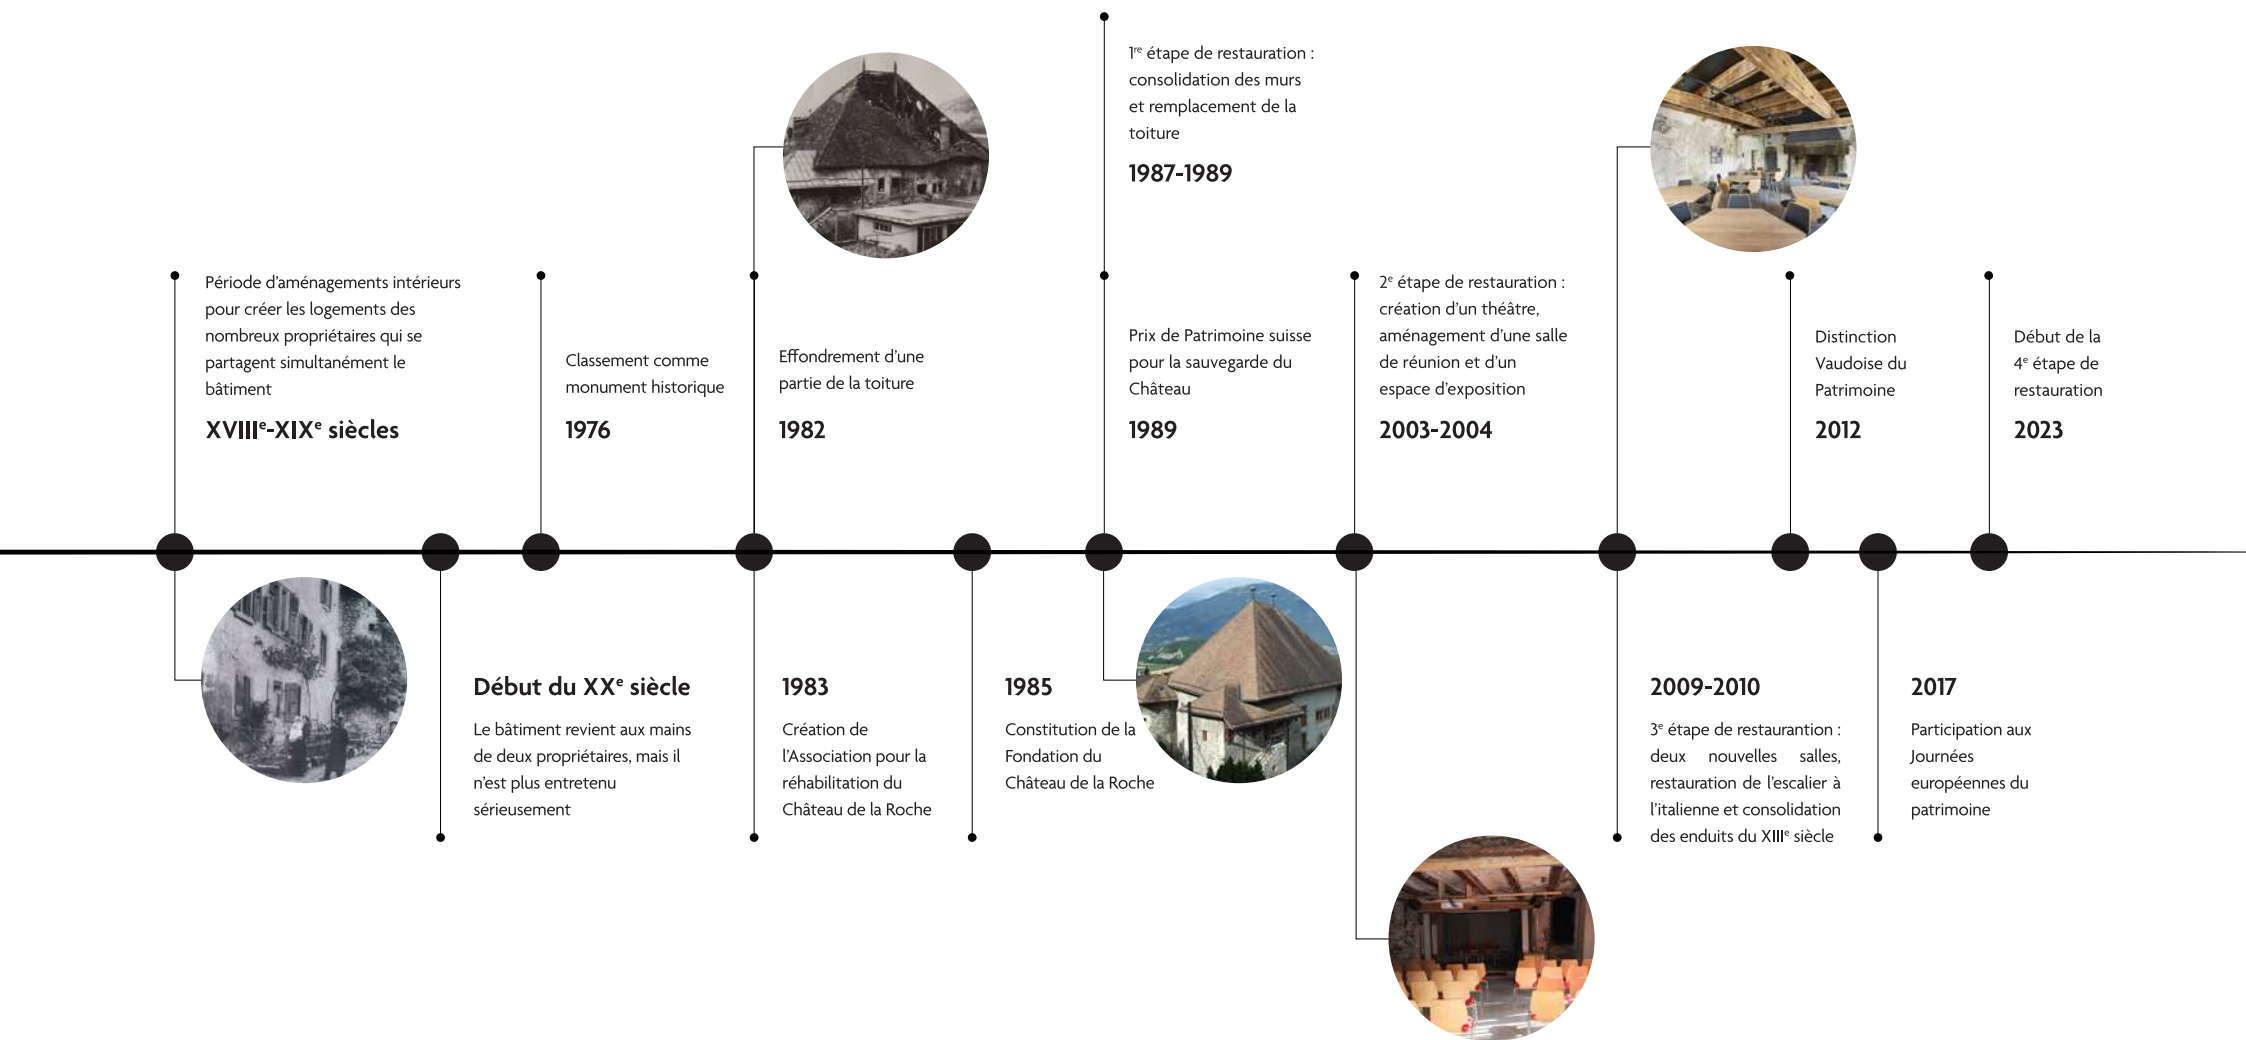 Période d’aménagements intérieurs
pour créer les logements des
nombreux propriétaires qui se
partagent simultanément le
bâtiment
XVIIIᵉ-XIXᵉ siècles
Début du XXᵉ siècle
Le bâtiment revient aux mains
de deux propriétaires, mais il
n’est plus entretenu
sérieusement
Classement comme
monument historique
1976
Effondrement d’une
partie de la toiture
1982
1983
Création de
l’Association pour la
réhabilitation du
Château de la Roche
1985
Constitution de la
Fondation du
Château de la Roche
1ʳᵉ étape de restauration :
consolidation des murs
et remplacement de la
toiture
1987-1989
Prix de Patrimoine suisse
pour la sauvegarde du
Château
1989
2ᵉ étape de restauration :
création d’un théâtre,
aménagement d’une salle
de réunion et d’un
espace d’exposition
2003-2004
2009-2010
3ᵉ étape de restaurantion :
deux nouvelles salles,
restauration de l’escalier à
l’italienne et consolidation
des enduits du XIIIᵉ siècle
Distinction
Vaudoise du
Patrimoine
2012
2017
Participation aux
Journées
européennes du
patrimoine
Début de la
4ᵉ étape de
restauration
2023